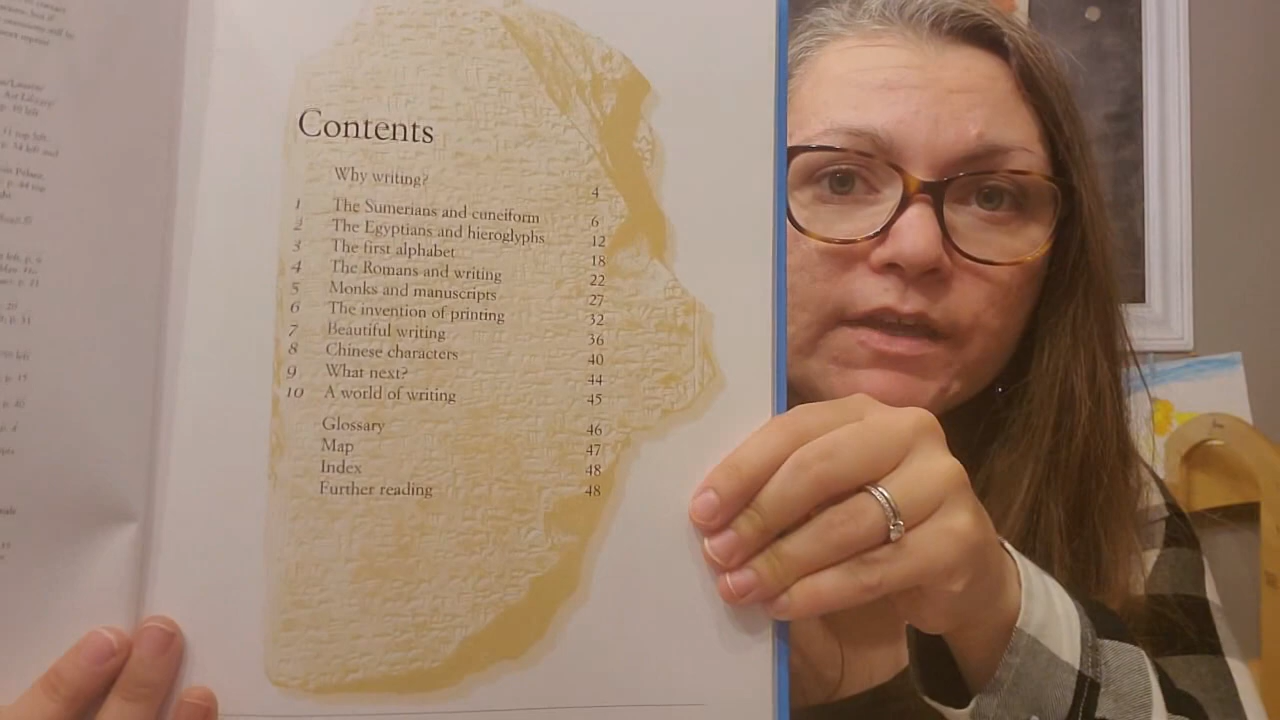 Contents
Why writing? 4
1 The Sumerians and cuneiform 6
2 The Egyptians and hieroglyphs 12
3 The first alphabet 18
4 The Romans and writing 22
5 Monks and manuscripts 27
6 The invention of printing 32
7 Beautiful writing 36
8 Chinese characters 40
9 What next? 44
10 A world of writing 45
Glossary 46
Map 47
Index 48
Further reading 48